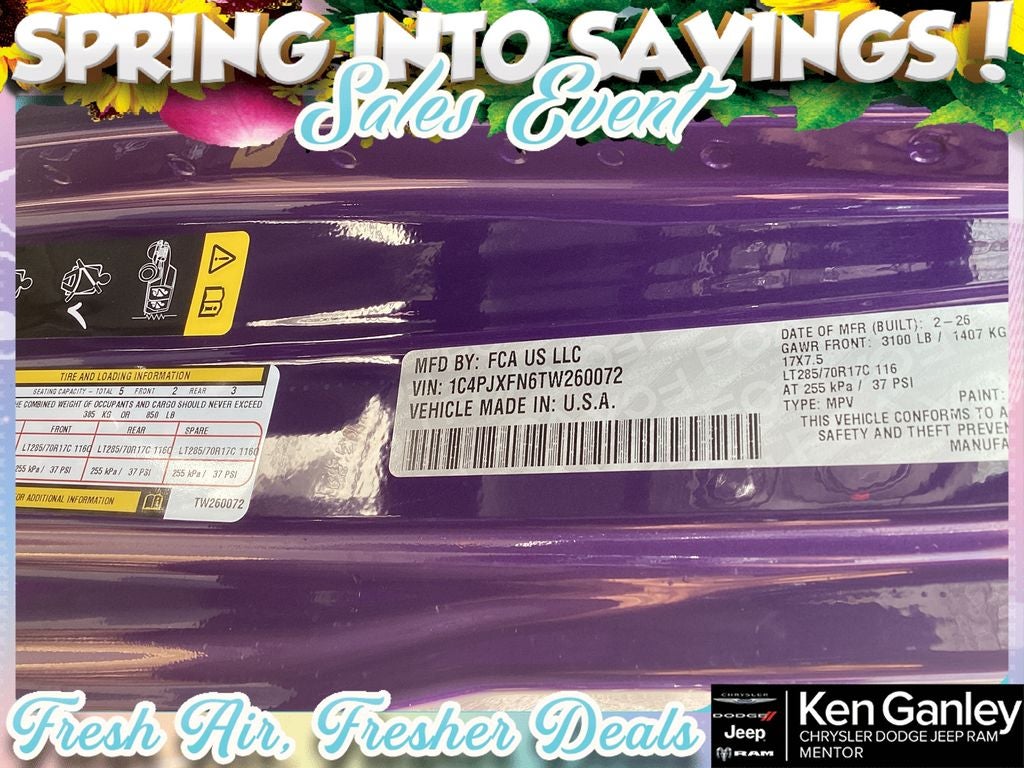 SPRING INTO SAVINGS!
Sales Event
TIRE AND LOADING INFORMATION
SEATING CAPACITY - TOTAL 5 FRONT 2 REAR 3
THE COMBINED WEIGHT OF OCCUPANTS AND CARGO SHOULD NEVER EXCEED
385 KG OR 850 LB
FRONT REAR SPARE
LT285/70R17C 116Q LT285/70R17C 116Q LT285/70R17C 116Q
255 kPa / 37 PSI 255 kPa / 37 PSI 255 kPa / 37 PSI
FOR ADDITIONAL INFORMATION
TW260072
MFD BY: FCA US LLC
VIN: 1C4PJXFN6TW260072
VEHICLE MADE IN: U.S.A.
DATE OF MFR (BUILT): 2-26
GAWR FRONT: 3100 LB / 1407 KG
17X7.5
LT285/70R17C 116
AT 255 kPa / 37 PSI
TYPE: MPV PAINT:
THIS VEHICLE CONFORMS TO A
SAFETY AND THEFT PREVEN
MANUFA
Fresh Air, Fresher Deals
CHRYSLER
DODGE
Jeep
RAM
Ken Ganley
CHRYSLER DODGE JEEP RAM
MENTOR